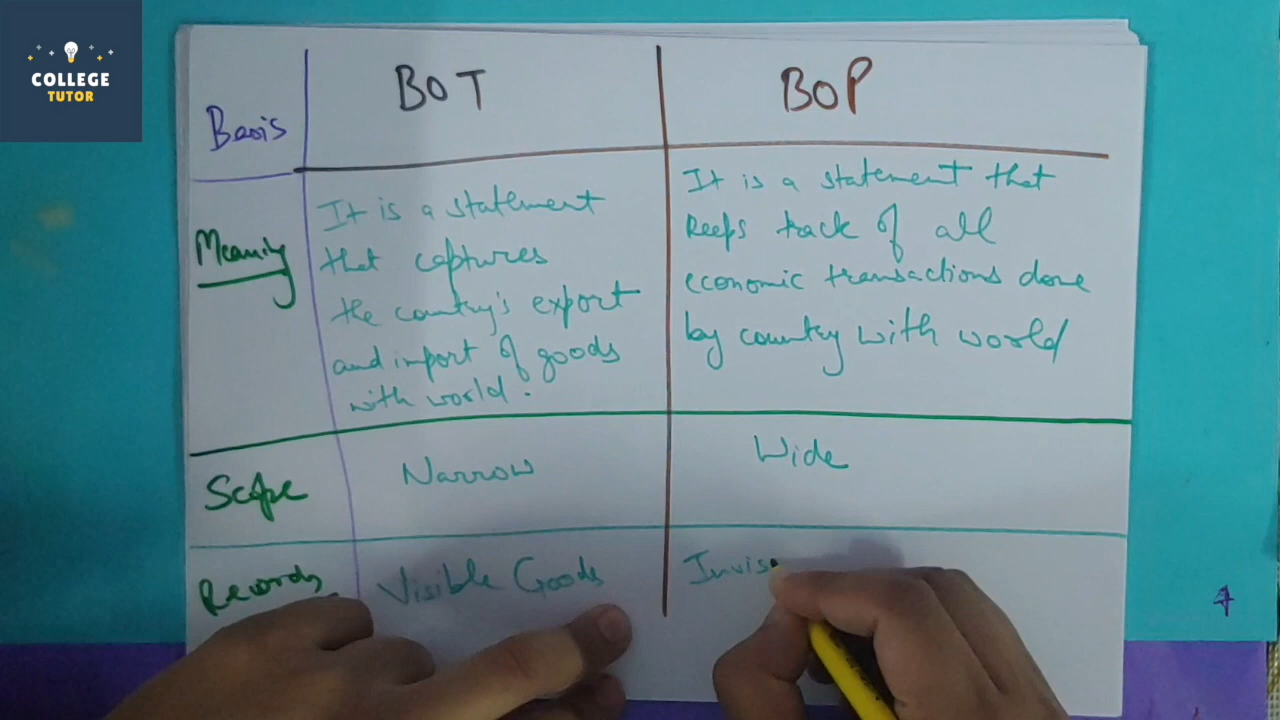 COLLEGE
TUTOR
Basis
BOT
BOP
Meaning
It is a statement
that captures
the country's export
and import of goods
with world.
It is a statement that
keeps track of all
economic transactions done
by country with world
Scope
Narrow
Wide
Records
Visible Goods
Invis